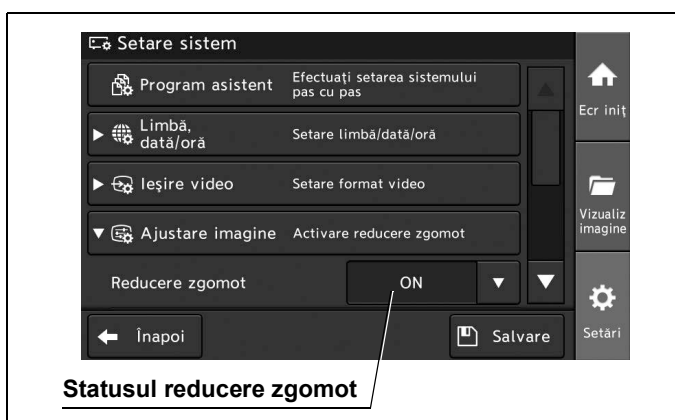 Setare sistem
Program asistent
Efectuați setarea sistemului
pas cu pas
Limbă,
dată/oră
Setare limbă/dată/oră
Ieşire video
Setare format video
Ajustare imagine
Activare reducere zgomot
Reducere zgomot
ON
Înapoi
Salvare
Ecr iniţ
Vizualiz
imagine
Setări
Statusul reducere zgomot